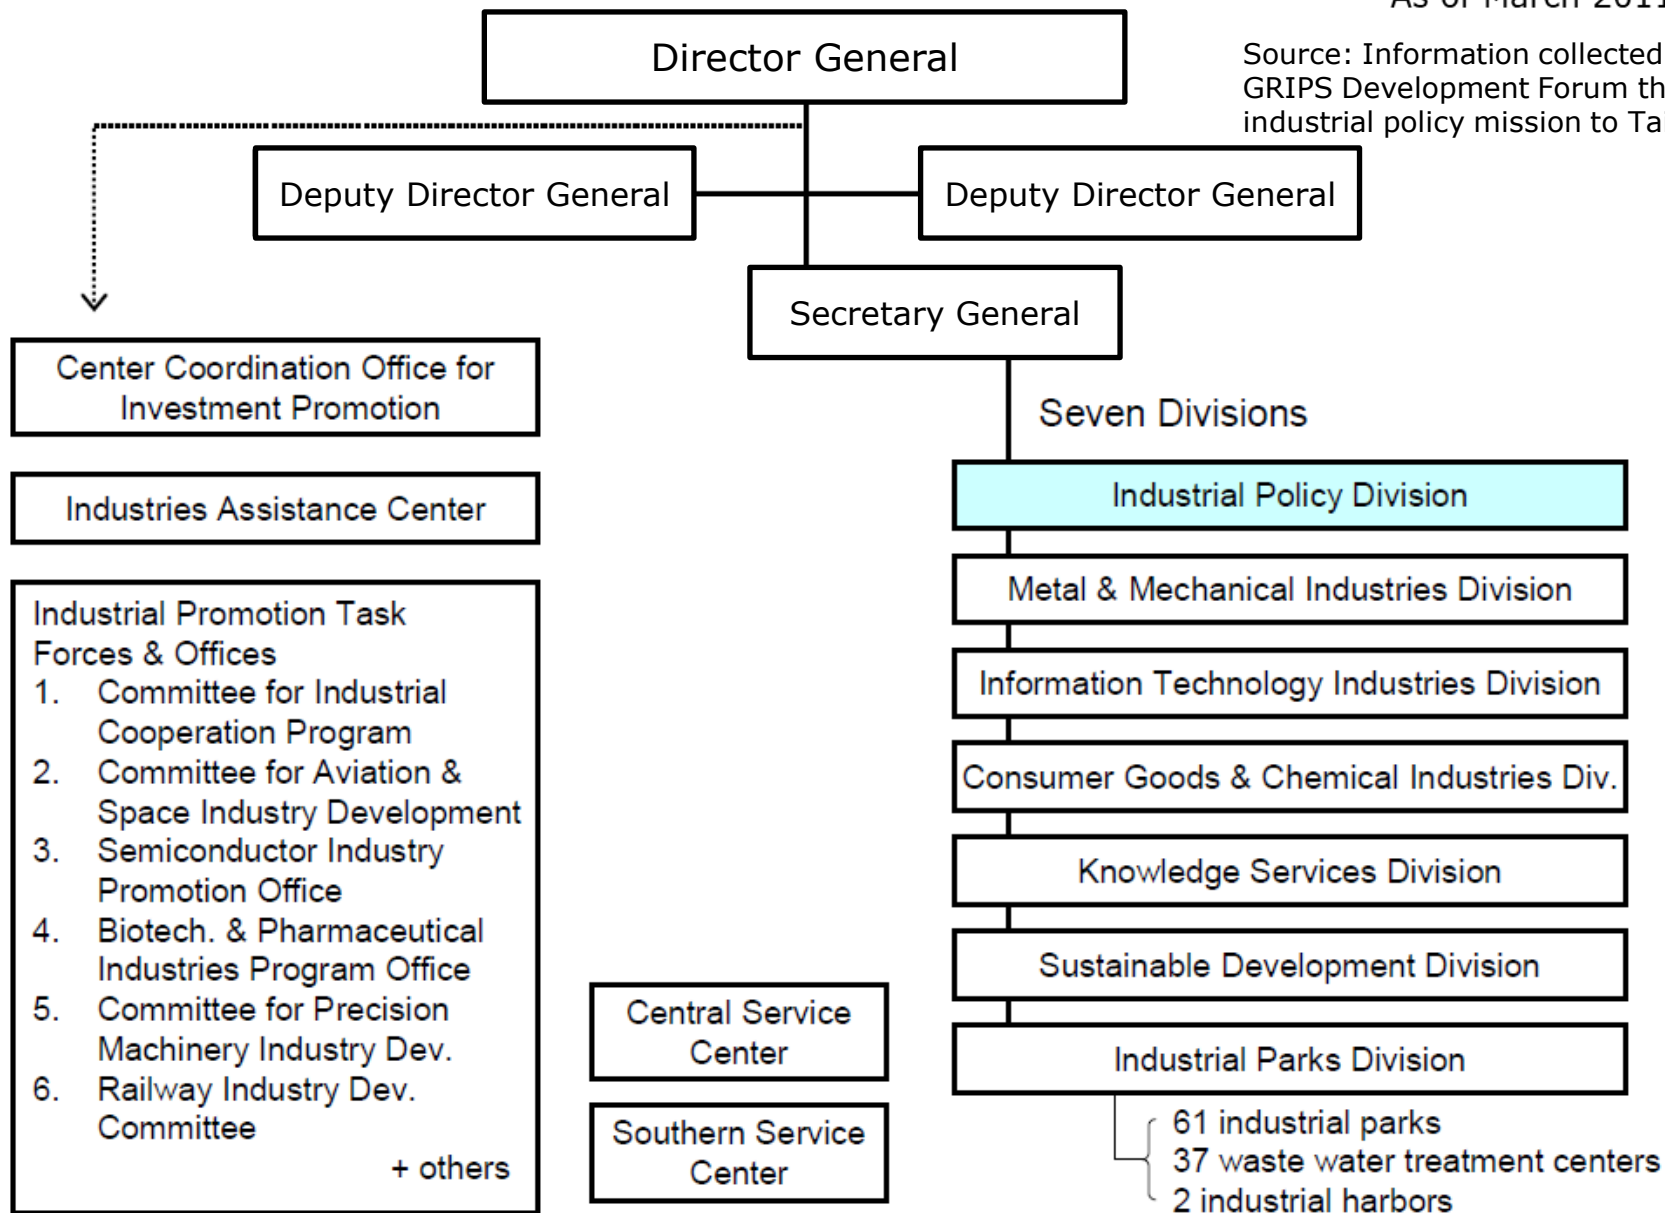 As of March 2011
Director General
Source: Information collected
GRIPS Development Forum
industrial policy mission to
Deputy Director General
Deputy Director General
Secretary General
Center Coordination Office for
Investment Promotion
Seven Divisions
Industries Assistance Center
Industrial Policy Division
Metal & Mechanical Industries Division
Information Technology Industries Division
Consumer Goods & Chemical Industries Div.
Knowledge Services Division
Sustainable Development Division
Industrial Parks Division
61 industrial parks
37 waste water treatment centers
2 industrial harbors
Industrial Promotion Task
Forces & Offices
1. Committee for Industrial
Cooperation Program
2. Committee for Aviation &
Space Industry Development
3. Semiconductor Industry
Promotion Office
4. Biotech. & Pharmaceutical
Industries Program Office
5. Committee for Precision
Machinery Industry Dev.
6. Railway Industry Dev.
Committee
+ others
Central Service
Center
Southern Service
Center